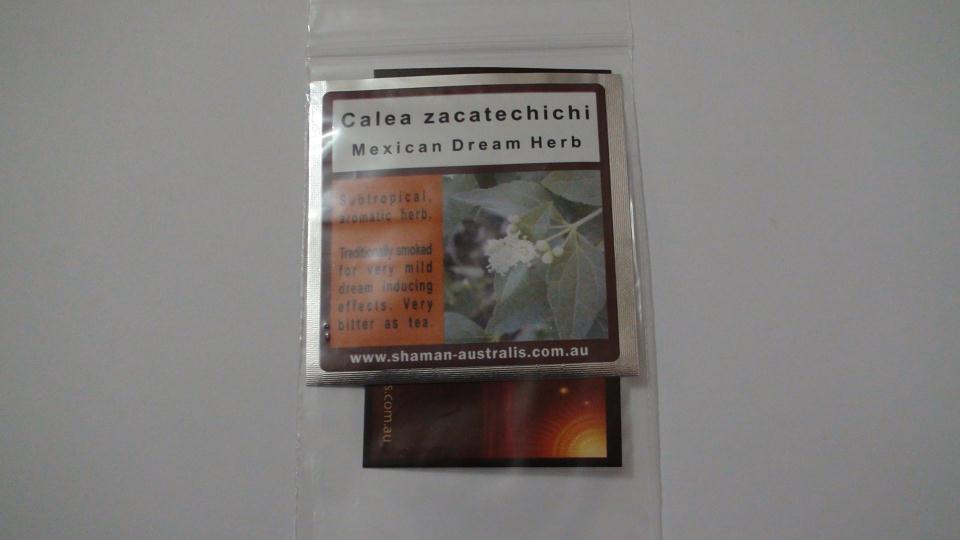 Calea zacatechichi
Mexican Dream Herb
Subtropical,
aromatic herb.
Traditionally smoked
for very mild
dream inducing
effects. Very
bitter as tea.
www.shaman-australis.com.au
s.com.au